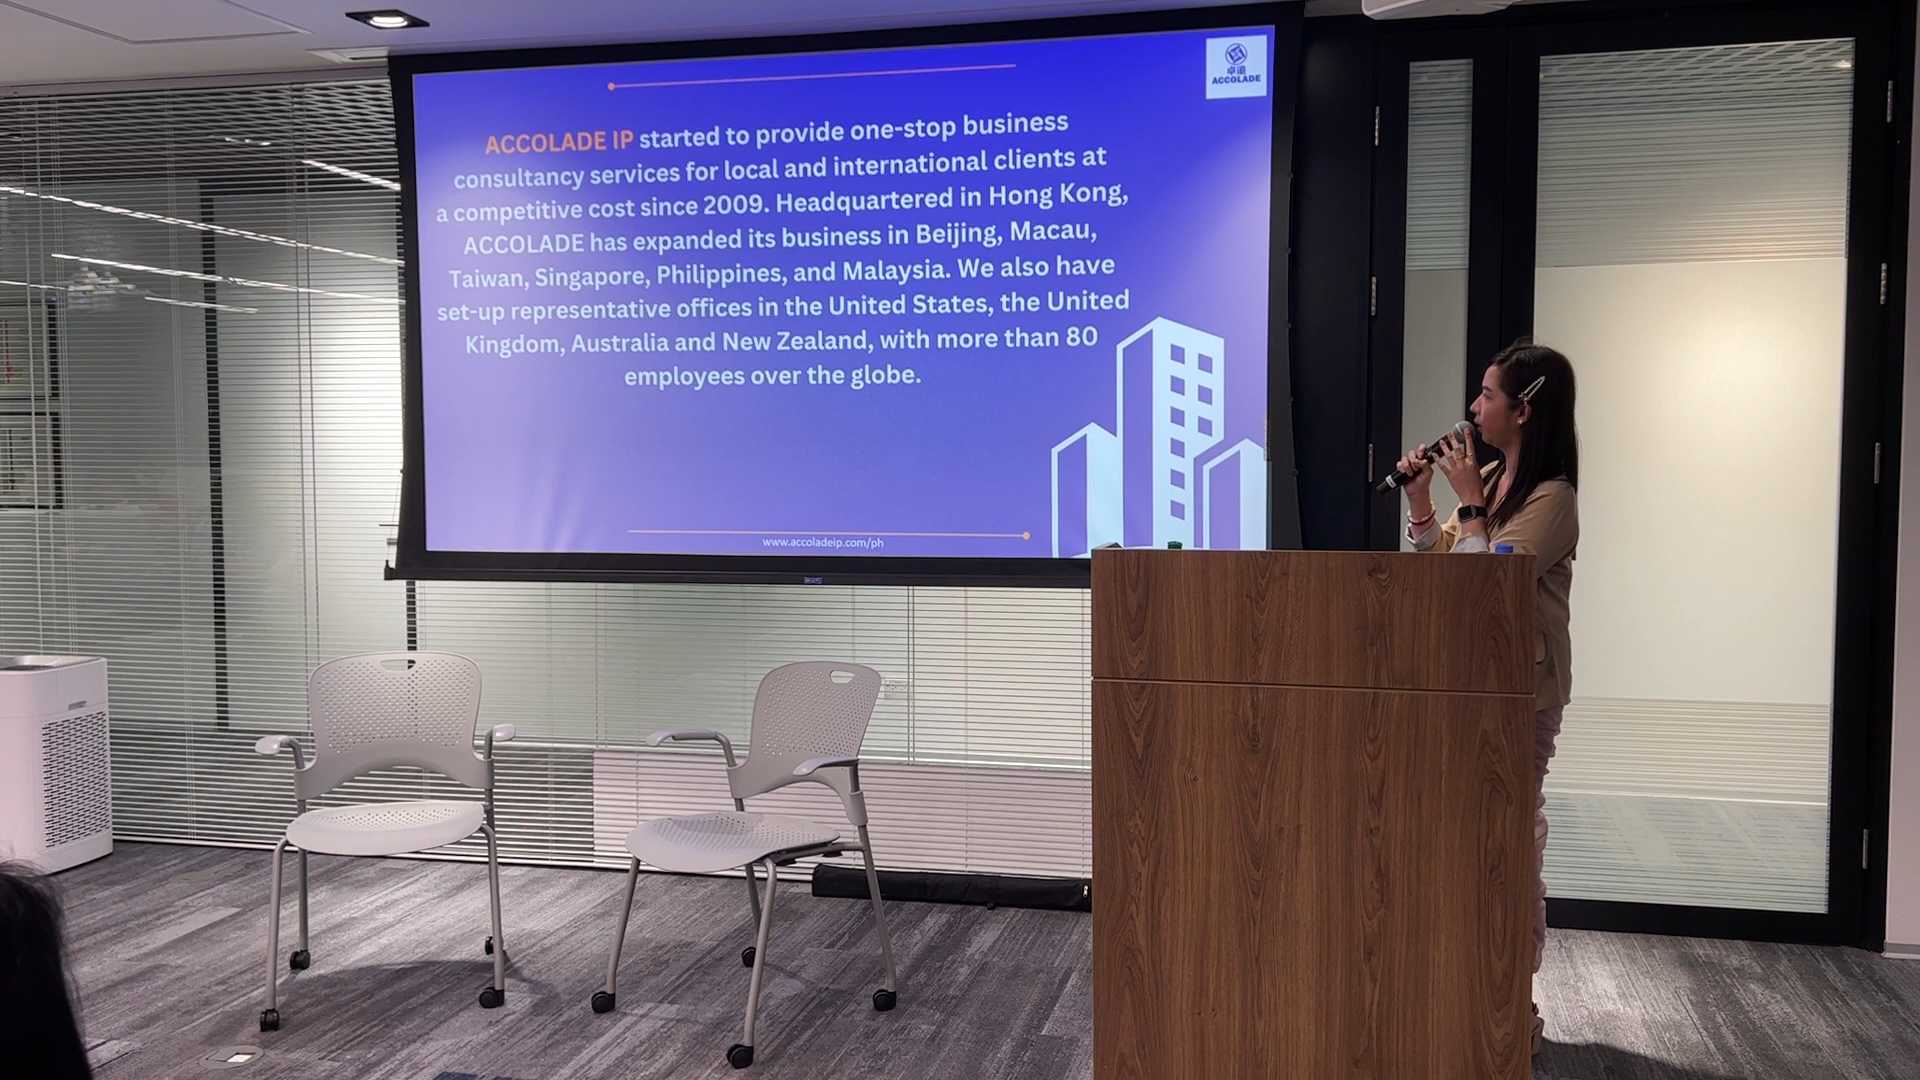 卓誼
ACCOLADE
ACCOLADE IP started to provide one-stop business
consultancy services for local and international clients at
a competitive cost since 2009. Headquartered in Hong Kong,
ACCOLADE has expanded its business in Beijing, Macau,
Taiwan, Singapore, Philippines, and Malaysia. We also have
set-up representative offices in the United States, the United
Kingdom, Australia and New Zealand, with more than 80
employees over the globe.
www.accoladeip.com/ph